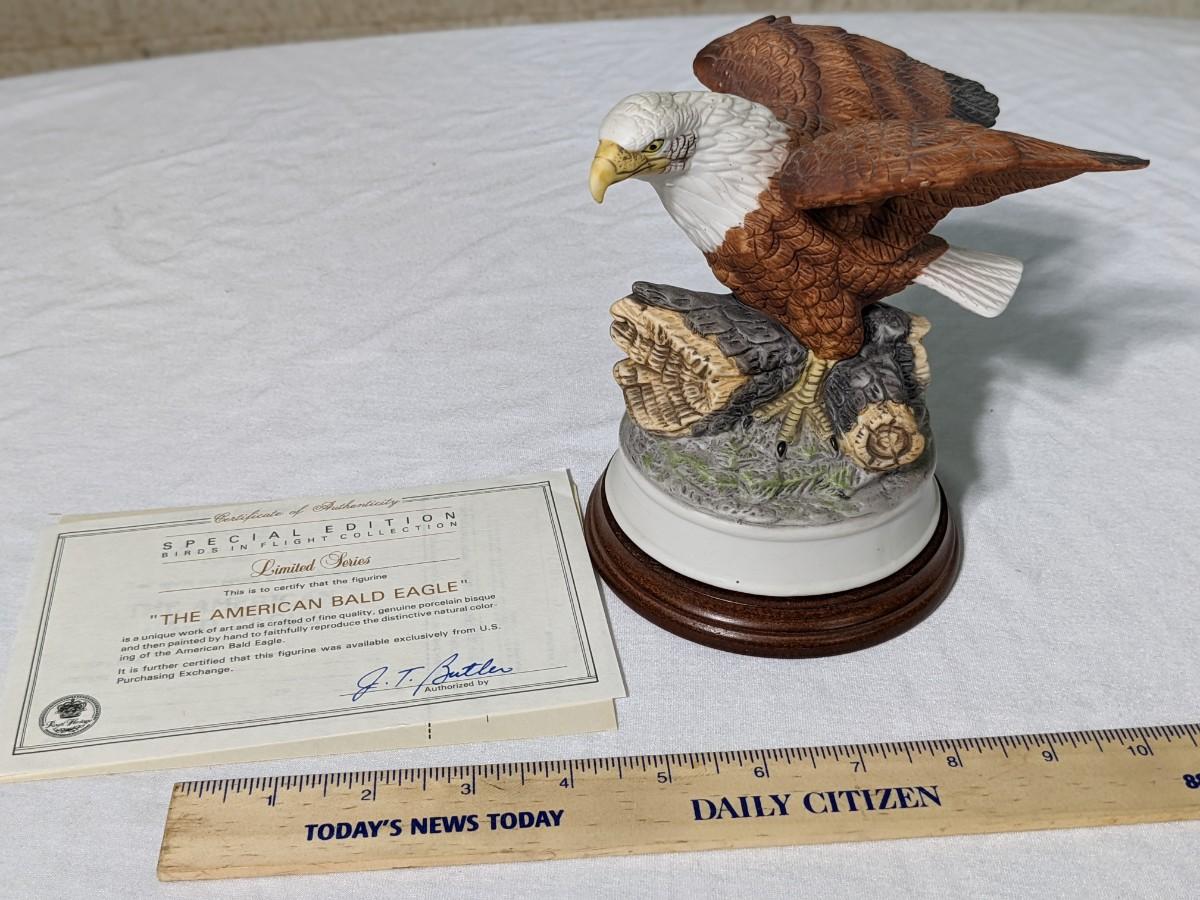 Certificate of Authenticity
SPECIAL EDITION
BIRDS IN FLIGHT COLLECTION
Limited Series
This is to certify that the figurine
"THE AMERICAN BALD EAGLE"
is a unique work of art and is crafted of fine quality, genuine porcelain bisque
and then painted by hand to faithfully reproduce the distinctive natural color-
ing of the American Bald Eagle.
It is further certified that this figurine was available exclusively from U.S.
Purchasing Exchange.
J. T. Butler
Authorized by
1 2 3 4 5 6 7 8 9 10
TODAY'S NEWS TODAY DAILY CITIZEN